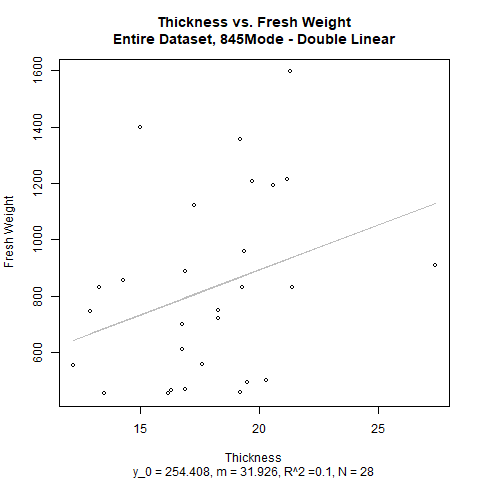 Thickness vs. Fresh Weight
Entire Dataset, 845Mode - Double Linear
1600
1400
1200
1000
800
600
Fresh Weight
15 20 25
Thickness
y_0 = 254.408, m = 31.926, R^2 =0.1, N = 28